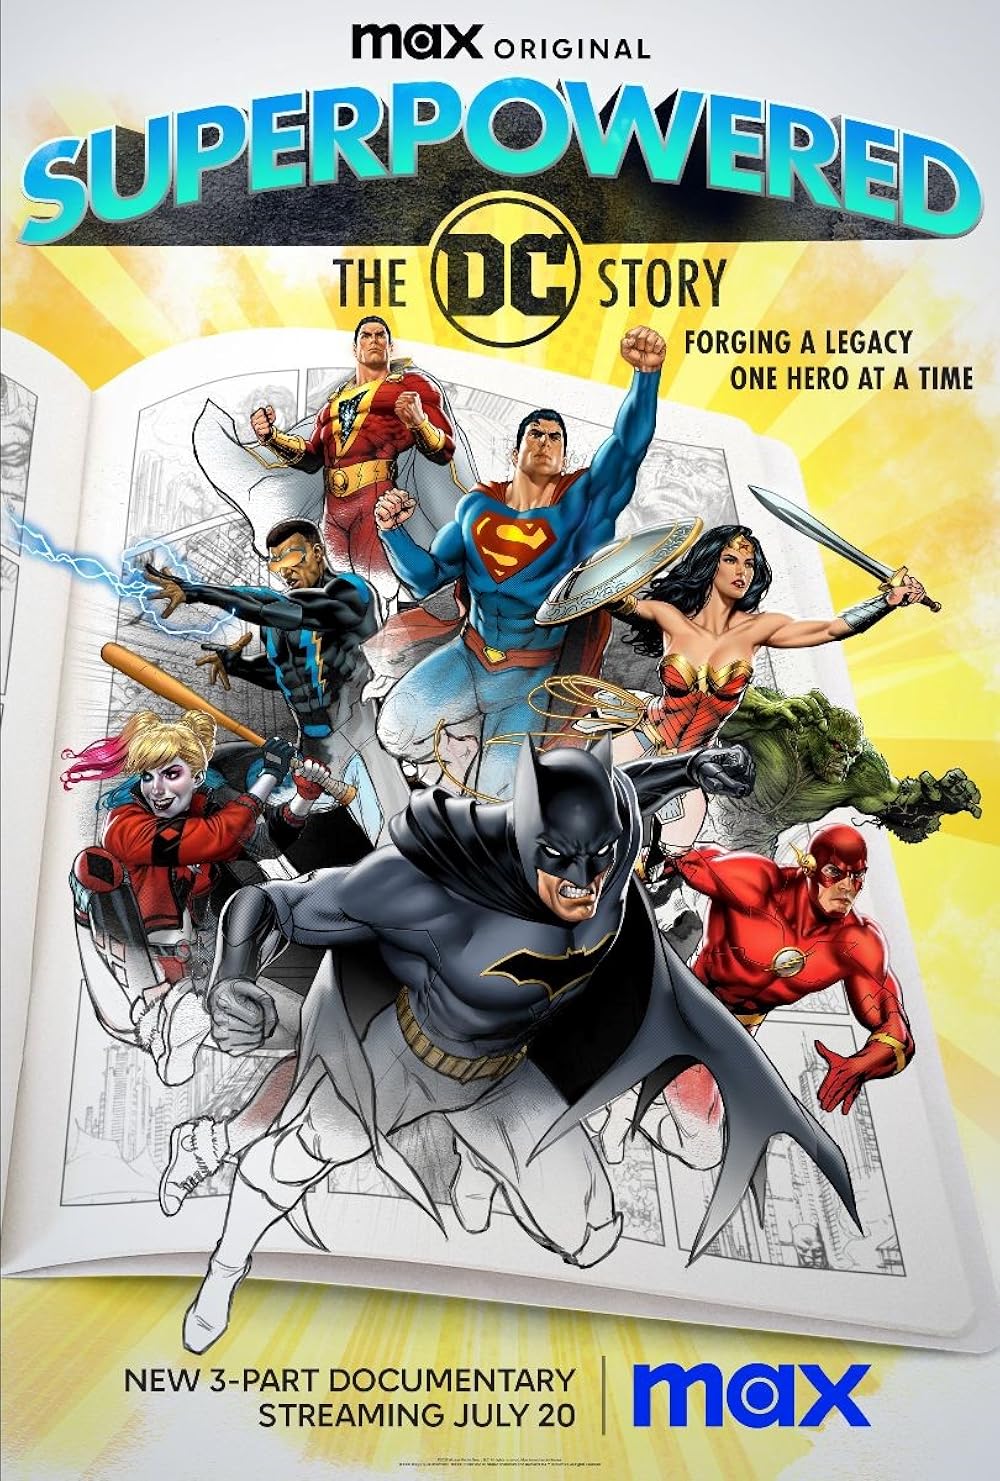 max ORIGINAL
SUPERPOWERED
THE DC STORY
FORGING A LEGACY
ONE HERO AT A TIME
NEW 3-PART DOCUMENTARY
STREAMING JULY 20
max